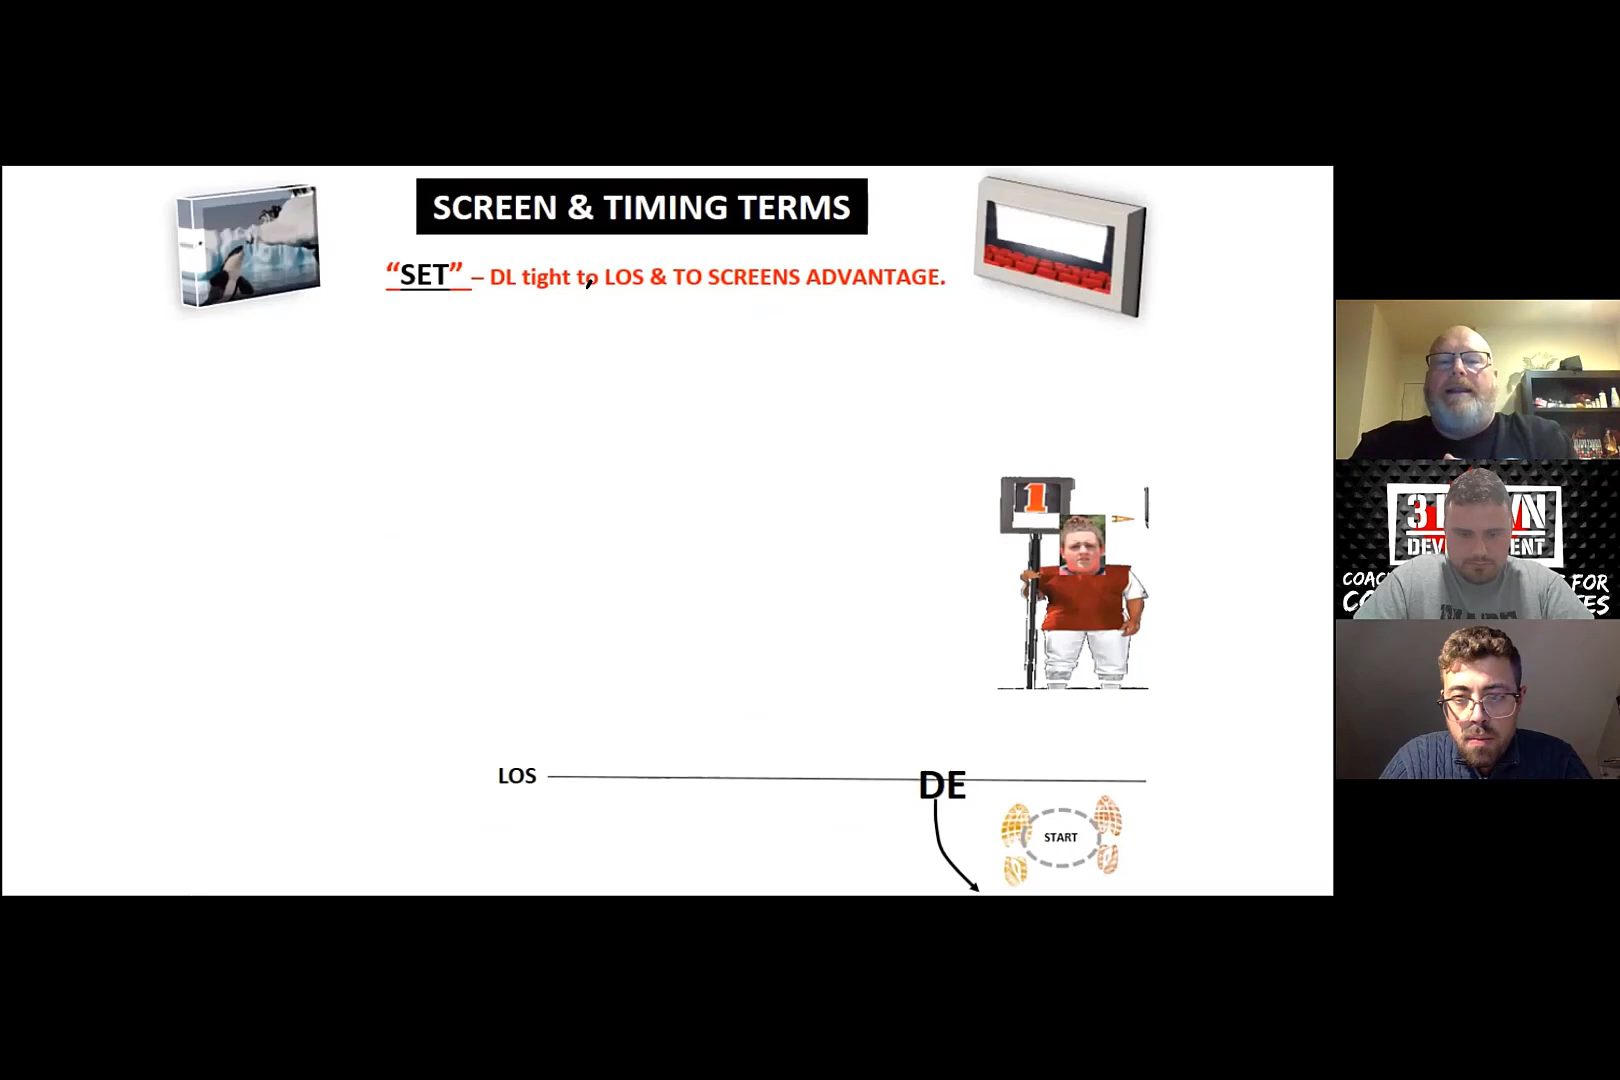 SCREEN & TIMING TERMS
“SET” – DL tight to LOS & TO SCREENS ADVANTAGE.
1
LOS
DE
START